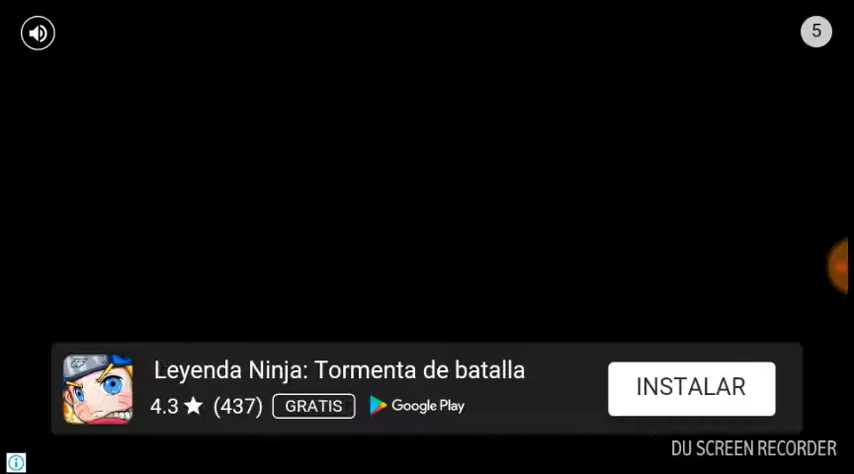 5
Leyenda Ninja: Tormenta de batalla
4.3★ (437) GRATIS Google Play
INSTALAR
DU SCREEN RECORDER